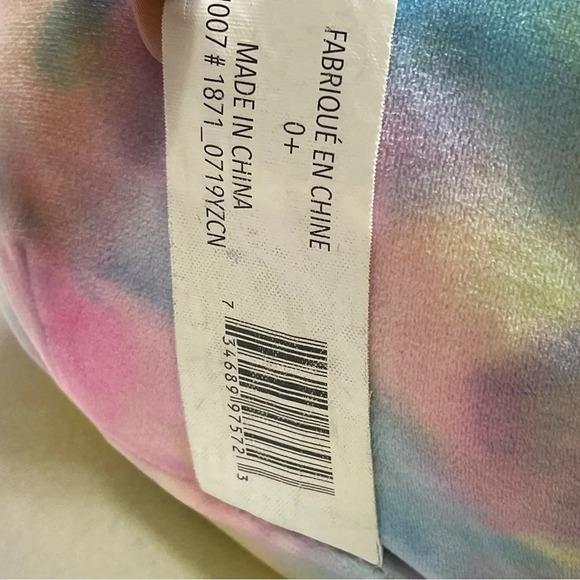 FABRIQUÉ EN CHINE
0+
MADE IN CHINA
007 # 1871_0719YZCN
7 34689 97572 3